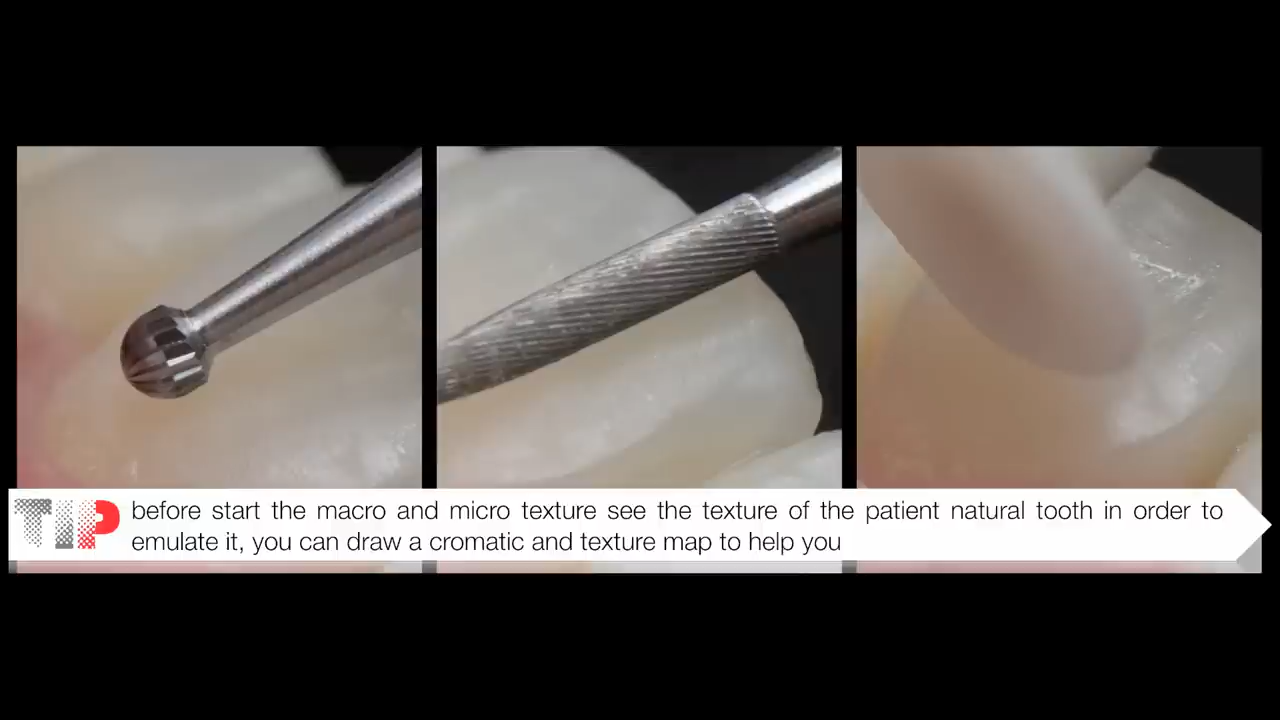 TIP
before start the macro and micro texture see the texture of the patient natural tooth in order to
emulate it, you can draw a cromatic and texture map to help you